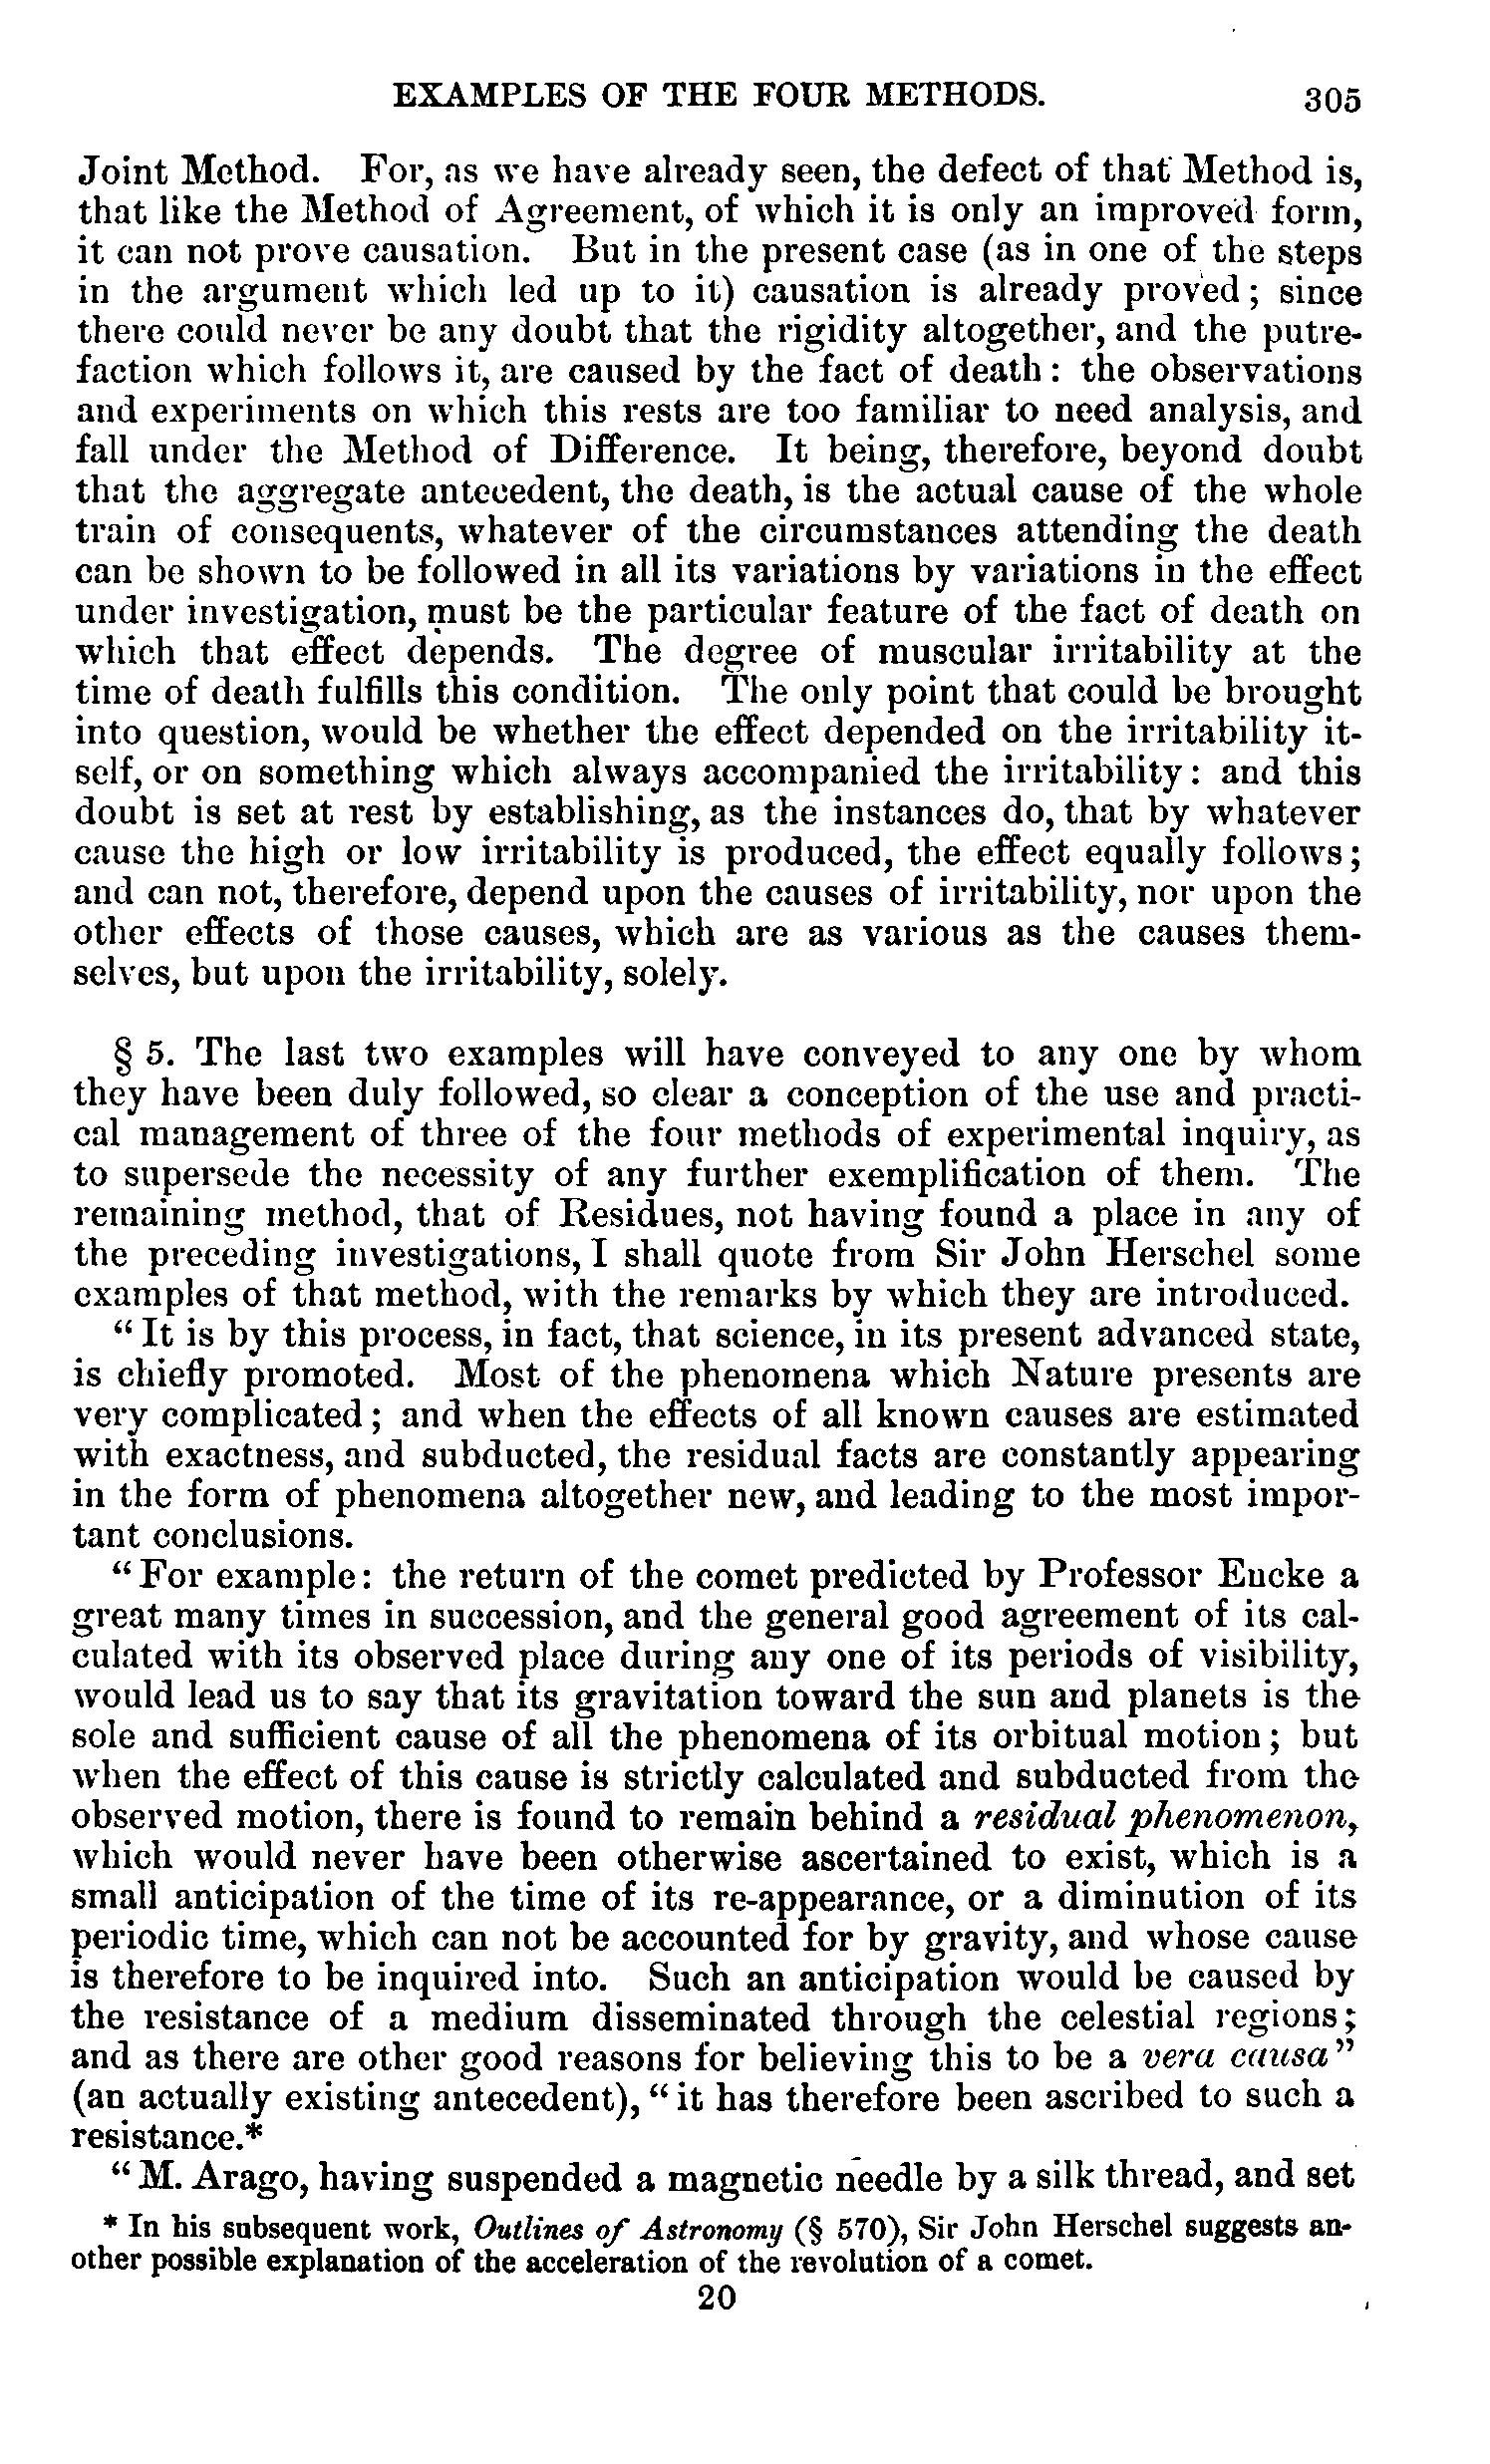 EXAMPLES OF THE FOUR METHODS. 305
Joint Method. For, as we have already seen, the defect of that Method is,
that like the Method of Agreement, of which it is only an improved form,
it can not prove causation. But in the present case (as in one of the steps
in the argument which led up to it) causation is already proved; since
there could never be any doubt that the rigidity altogether, and the putre-
faction which follows it, are caused by the fact of death: the observations
and experiments on which this rests are too familiar to need analysis, and
fall under the Method of Difference. It being, therefore, beyond doubt
that the aggregate antecedent, the death, is the actual cause of the whole
train of consequents, whatever of the circumstances attending the death
can be shown to be followed in all its variations by variations in the effect
under investigation, must be the particular feature of the fact of death on
which that effect depends. The degree of muscular irritability at the
time of death fulfills this condition. The only point that could be brought
into question, would be whether the effect depended on the irritability it-
self, or on something which always accompanied the irritability: and this
doubt is set at rest by establishing, as the instances do, that by whatever
cause the high or low irritability is produced, the effect equally follows;
and can not, therefore, depend upon the causes of irritability, nor upon the
other effects of those causes, which are as various as the causes them-
selves, but upon the irritability, solely.
§ 5. The last two examples will have conveyed to any one by whom
they have been duly followed, so clear a conception of the use and practi-
cal management of three of the four methods of experimental inquiry, as
to supersede the necessity of any further exemplification of them. The
remaining method, that of Residues, not having found a place in any of
the preceding investigations, I shall quote from Sir John Herschel some
examples of that method, with the remarks by which they are introduced.
"It is by this process, in fact, that science, in its present advanced state,
is chiefly promoted. Most of the phenomena which Nature presents are
very complicated; and when the effects of all known causes are estimated
with exactness, and subducted, the residual facts are constantly appearing
in the form of phenomena altogether new, and leading to the most impor-
tant conclusions.
"For example: the return of the comet predicted by Professor Encke a
great many times in succession, and the general good agreement of its cal-
culated with its observed place during any one of its periods of visibility,
would lead us to say that its gravitation toward the sun and planets is the
sole and sufficient cause of all the phenomena of its orbitual motion; but
when the effect of this cause is strictly calculated and subducted from the
observed motion, there is found to remain behind a residual phenomenon,
which would never have been otherwise ascertained to exist, which is a
small anticipation of the time of its re-appearance, or a diminution of its
periodic time, which can not be accounted for by gravity, and whose cause
is therefore to be inquired into. Such an anticipation would be caused by
the resistance of a medium disseminated through the celestial regions;
and as there are other good reasons for believing this to be a vera causa"
(an actually existing antecedent), "it has therefore been ascribed to such a
resistance.*
"M. Arago, having suspended a magnetic needle by a silk thread, and set
* In his subsequent work, Outlines of Astronomy (§ 570), Sir John Herschel suggests an-
other possible explanation of the acceleration of the revolution of a comet.
20